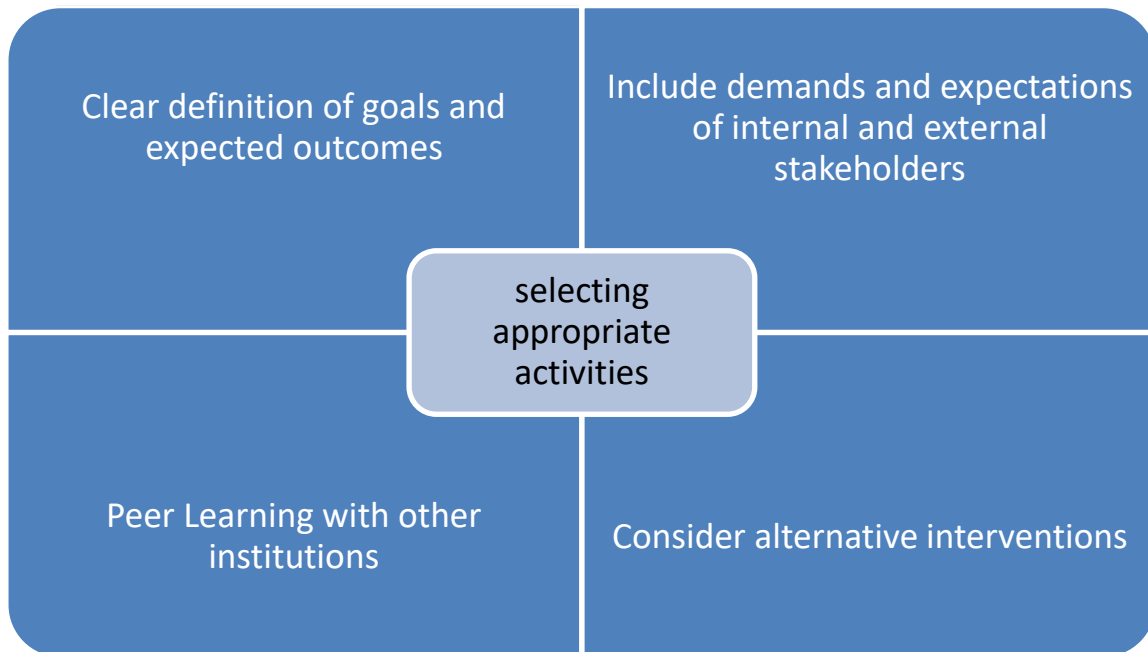 Clear definition of goals and
expected outcomes
Include demands and expectations
of internal and external
stakeholders
selecting
appropriate
activities
Peer Learning with other
institutions
Consider alternative interventions